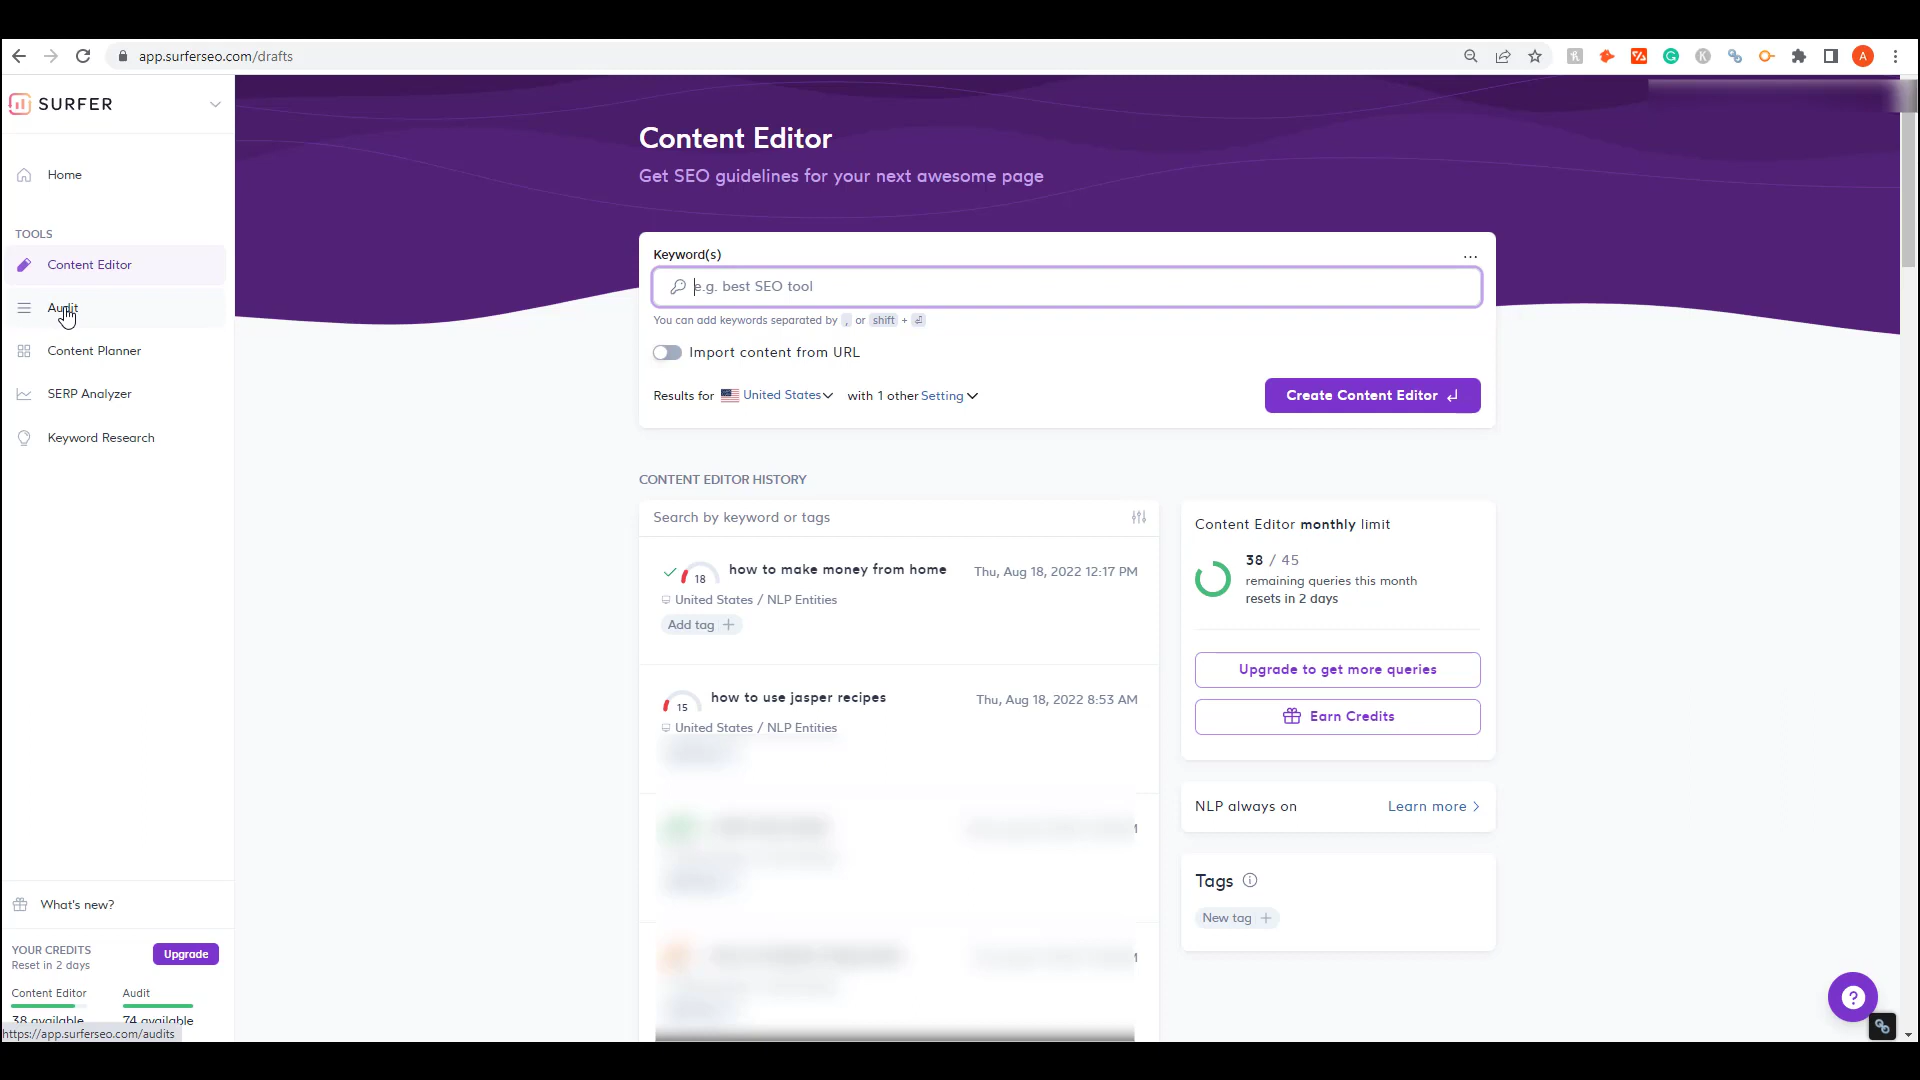 app.surferseo.com/drafts
A
SURFER
Home
TOOLS
Content Editor
Audit
Content Planner
SERP Analyzer
Keyword Research
What's new?
YOUR CREDITS
Reset in 2 days
Upgrade
Content Editor
Audit
38 available
74 available
https://app.surferseo.com/audits
Content Editor
Get SEO guidelines for your next awesome page
Keyword(s)
...
e.g. best SEO tool
You can add keywords separated by , or shift + ⏎
Import content from URL
Results for United States with 1 other Setting
Create Content Editor ↵
CONTENT EDITOR HISTORY
Search by keyword or tags
18 how to make money from home Thu, Aug 18, 2022 12:17 PM
United States / NLP Entities
Add tag +
15 how to use jasper recipes Thu, Aug 18, 2022 8:53 AM
United States / NLP Entities
Content Editor monthly limit
38 / 45
remaining queries this month
resets in 2 days
Upgrade to get more queries
Earn Credits
NLP always on Learn more >
Tags
New tag +
?